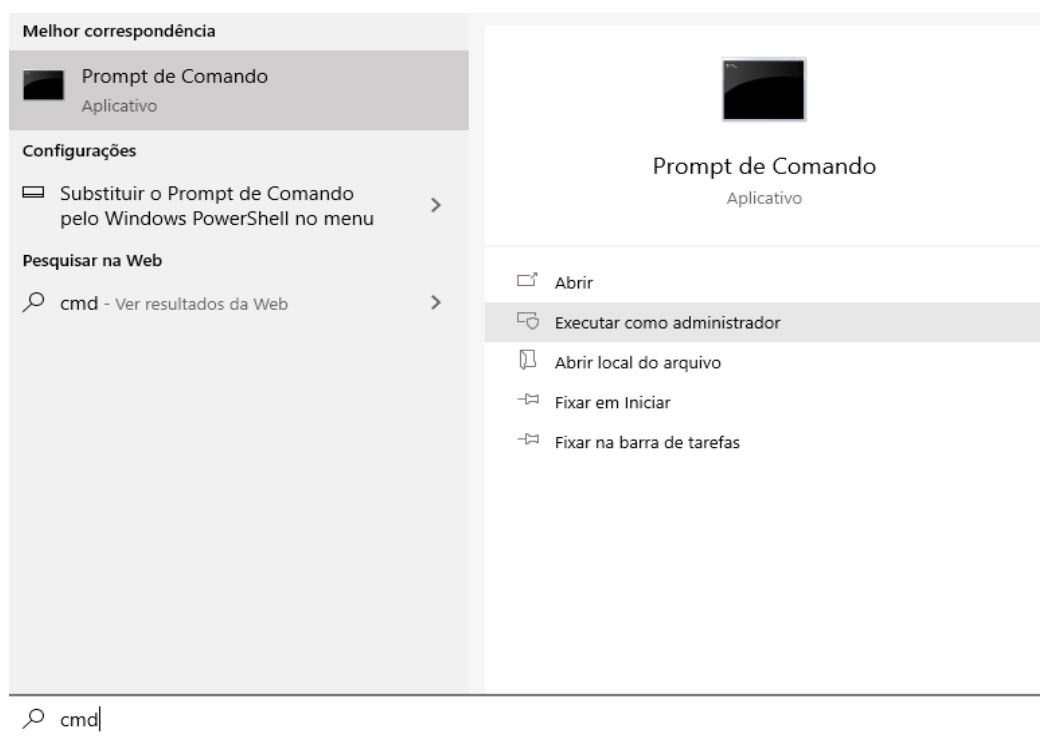 Melhor correspondência
Prompt de Comando
Aplicativo
Configurações
Substituir o Prompt de Comando
pelo Windows PowerShell no menu
Pesquisar na Web
cmd - Ver resultados da Web
Prompt de Comando
Aplicativo
Abrir
Executar como administrador
Abrir local do arquivo
Fixar em Iniciar
Fixar na barra de tarefas
cmd